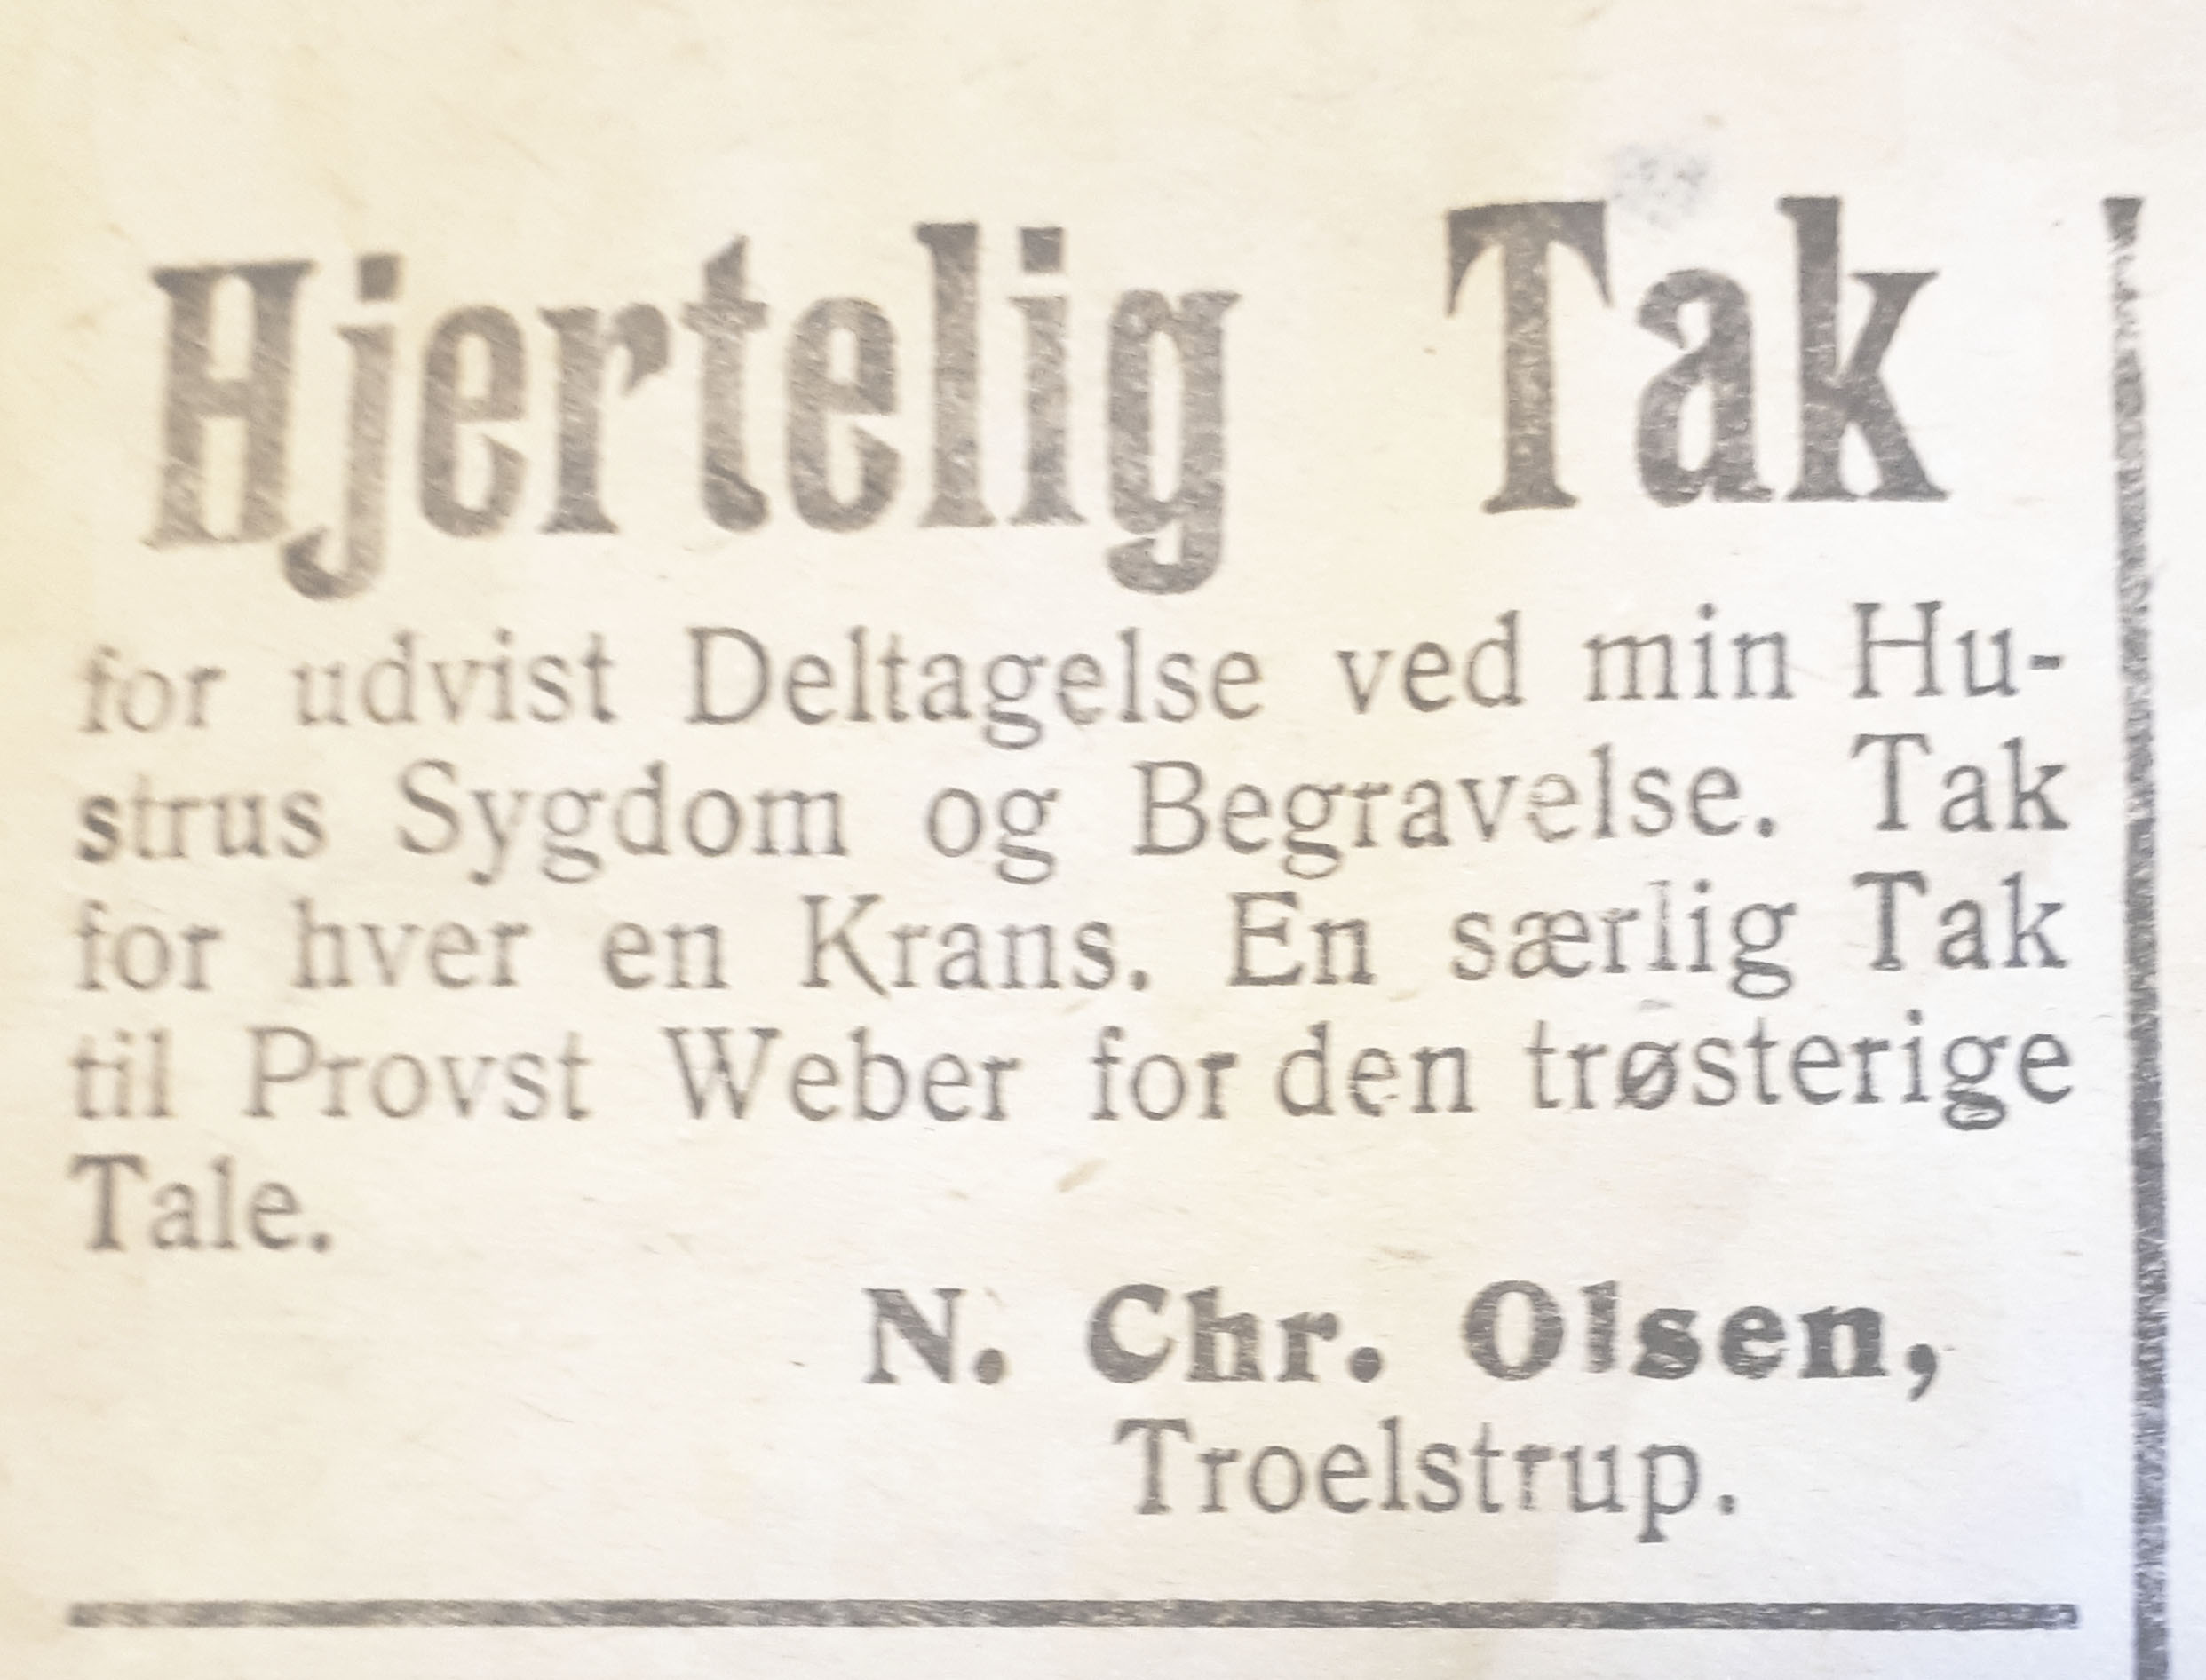 Hjertelig Tak
for udvist Deltagelse ved min Hu-
strus Sygdom og Begravelse. Tak
for hver en Krans. En særlig Tak
til Provst Weber for den trøsterige
Tale.
N. Chr. Olsen,
Troelstrup.